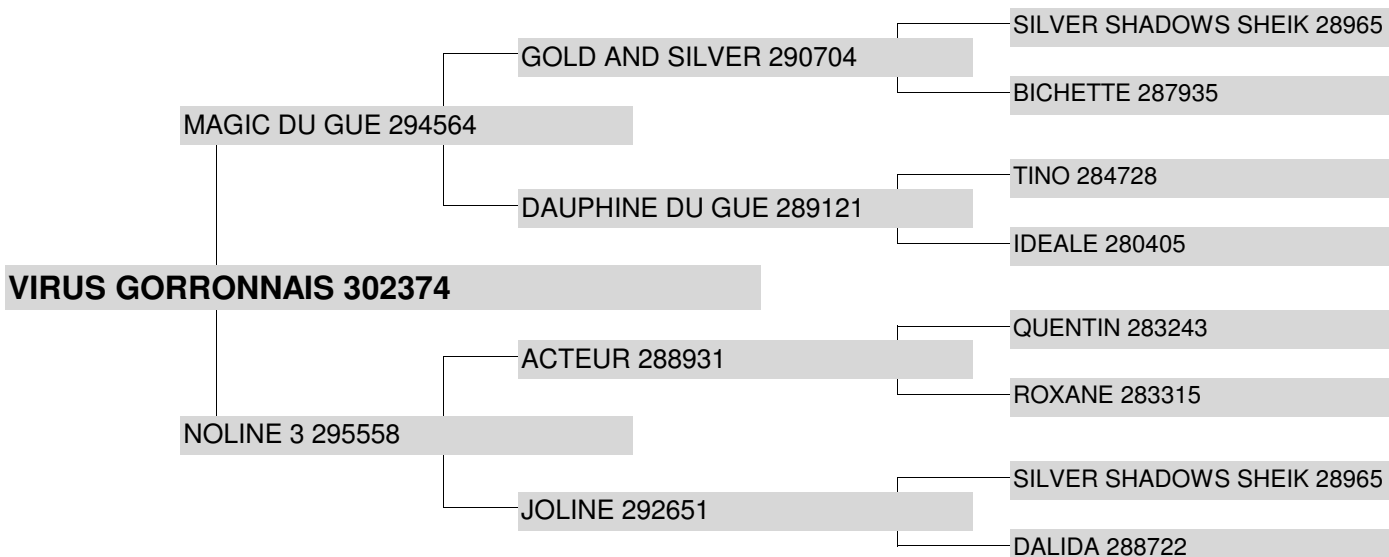 SILVER SHADOWS SHEIK 28965
GOLD AND SILVER 290704
BICHETTE 287935
MAGIC DU GUE 294564
TINO 284728
DAUPHINE DU GUE 289121
IDEALE 280405
VIRUS GORRONNAIS 302374
QUENTIN 283243
ACTEUR 288931
ROXANE 283315
NOLINE 3 295558
SILVER SHADOWS SHEIK 28965
JOLINE 292651
DALIDA 288722